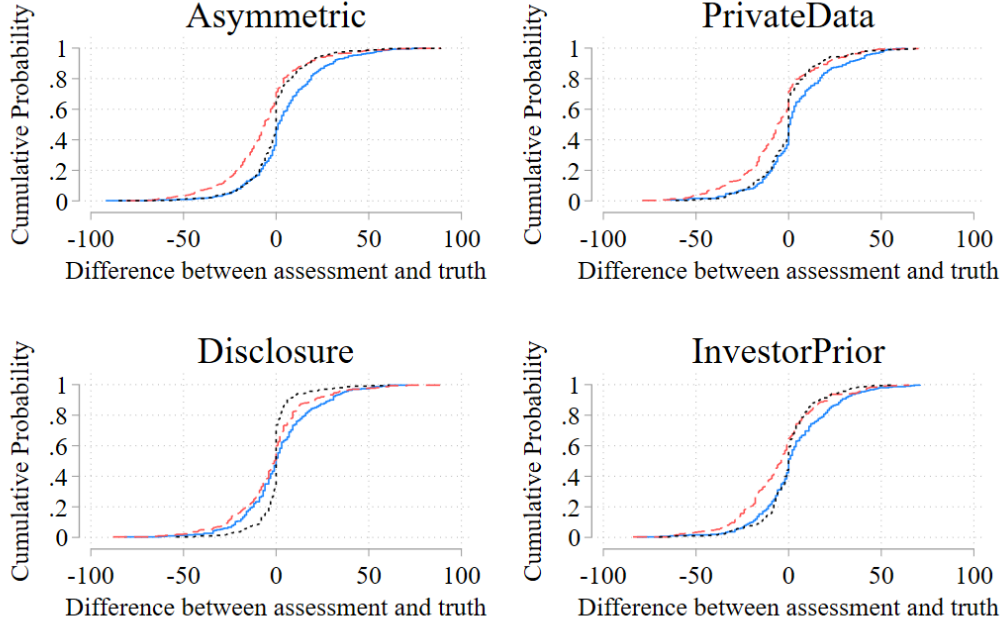 Asymmetric
Cumulative Probability
1
.8
.6
.4
.2
0
-100 -50 0 50 100
Difference between assessment and truth
PrivateData
Cumulative Probability
1
.8
.6
.4
.2
0
-100 -50 0 50 100
Difference between assessment and truth
Disclosure
Cumulative Probability
1
.8
.6
.4
.2
0
-100 -50 0 50 100
Difference between assessment and truth
InvestorPrior
Cumulative Probability
1
.8
.6
.4
.2
0
-100 -50 0 50 100
Difference between assessment and truth